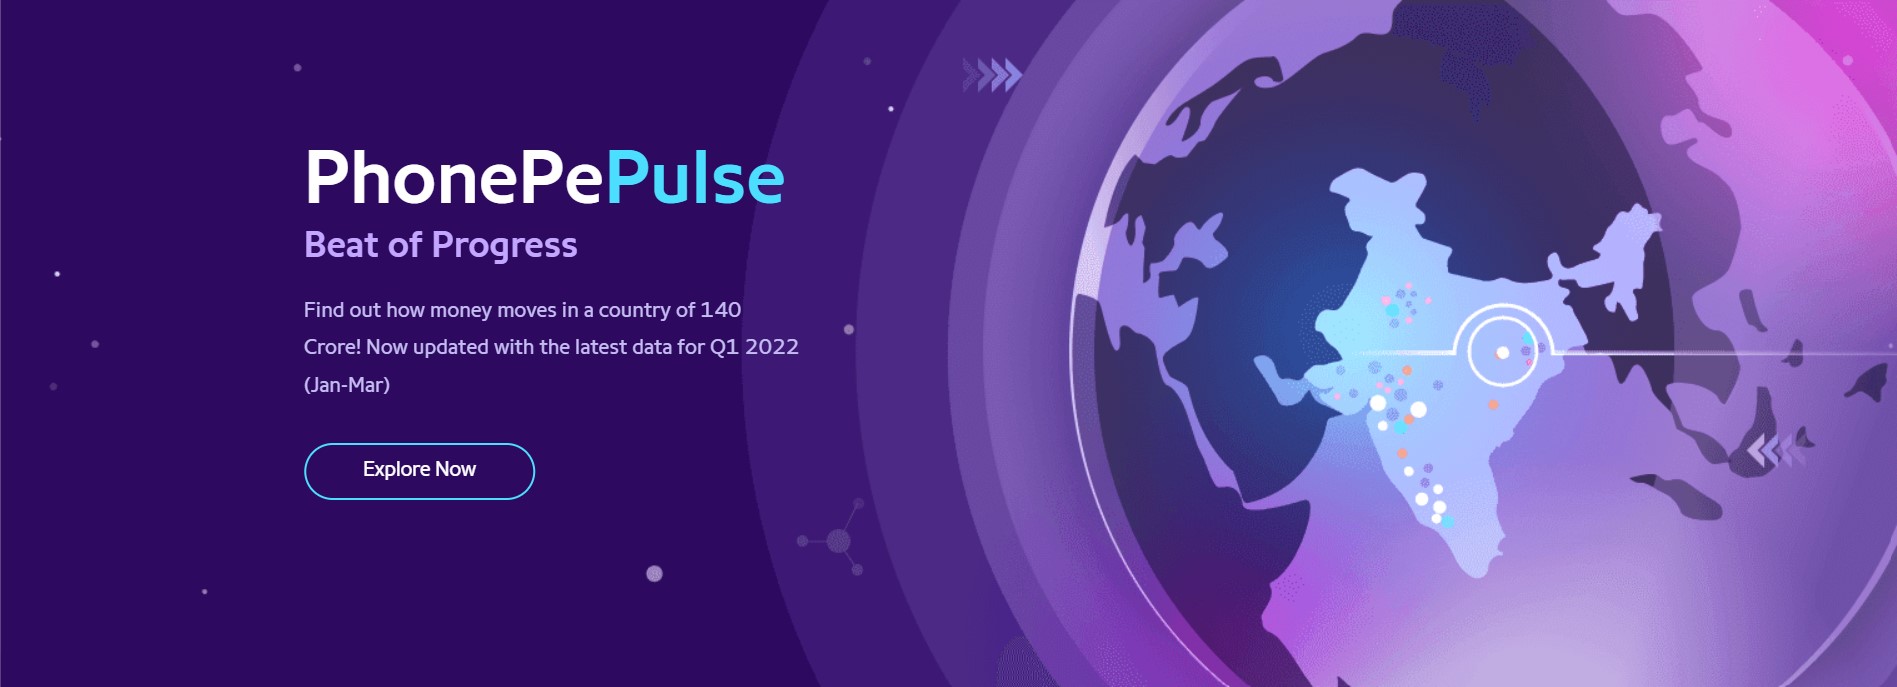 PhonePePulse
Beat of Progress
Find out how money moves in a country of 140
Crore! Now updated with the latest data for Q1 2022
(Jan-Mar)
Explore Now